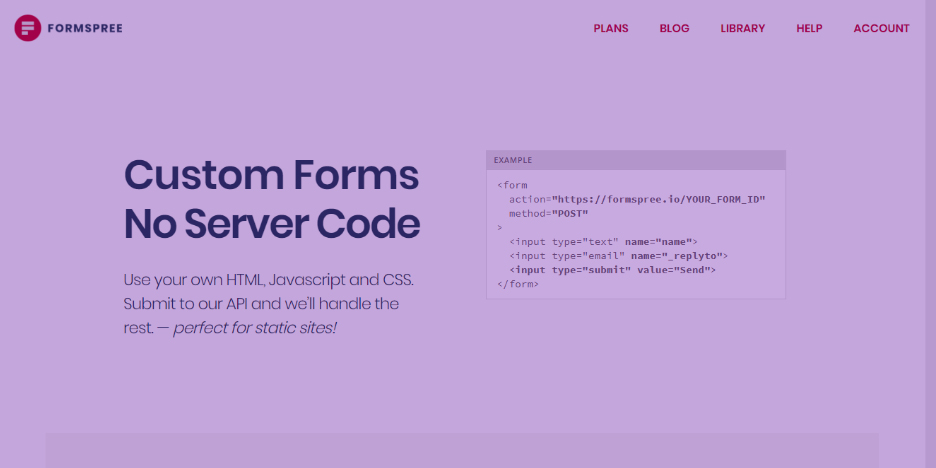 FORMSPREE
PLANS BLOG LIBRARY HELP ACCOUNT
Custom Forms
No Server Code
Use your own HTML, Javascript and CSS.
Submit to our API and we'll handle the
rest. — perfect for static sites!
EXAMPLE
<form
action="https://formspree.io/YOUR_FORM_ID"
method="POST"
>
<input type="text" name="name">
<input type="email" name="_replyto">
<input type="submit" value="Send">
</form>